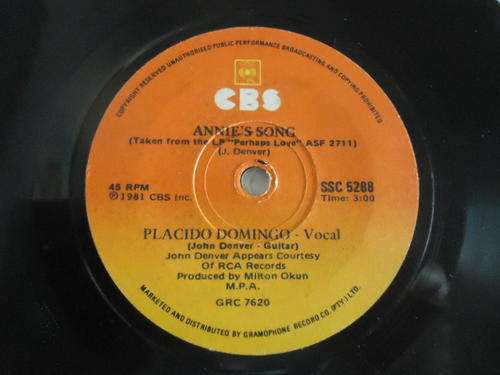 COPYRIGHT RESERVED UNAUTHORISED PUBLIC PERFORMANCE BROADCASTING AND COPYING PROHIBITED
CBS
ANNIE'S SONG
(Taken from the LP "Perhaps Love" ASF 2711)
(J. Denver)
45 RPM
℗ 1981 CBS Inc.
SSC 5288
Time: 3:00
PLACIDO DOMINGO - Vocal
(John Denver - Guitar)
John Denver Appears Courtesy
Of RCA Records
Produced by Milton Okun
M.P.A.
GRC 7620
MARKETED AND DISTRIBUTED BY GRAMOPHONE RECORD CO. (PTY.) LTD.